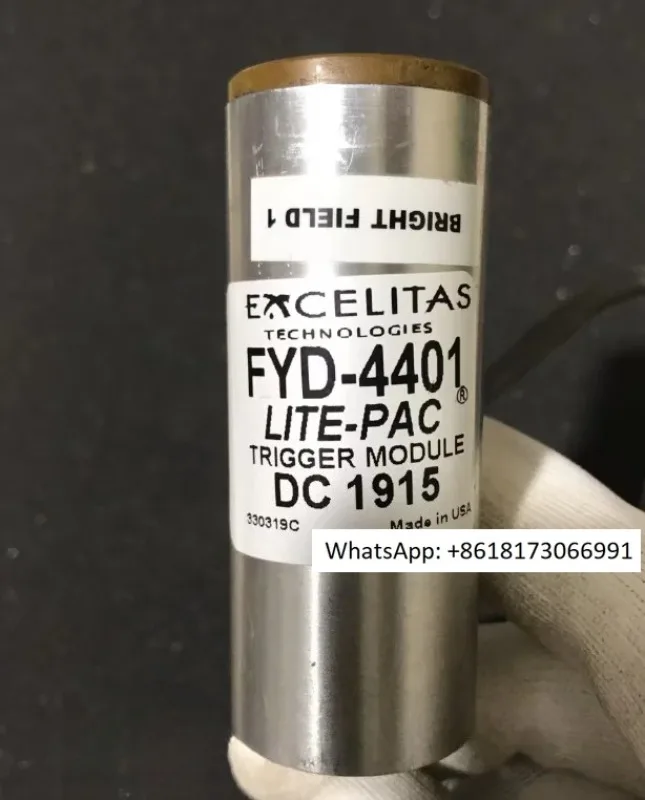 BRIGHT FIELD 1
EXCELITAS
TECHNOLOGIES
FYD-4401
LITE-PAC®
TRIGGER MODULE
DC 1915
330319C Made in USA
WhatsApp: +8618173066991